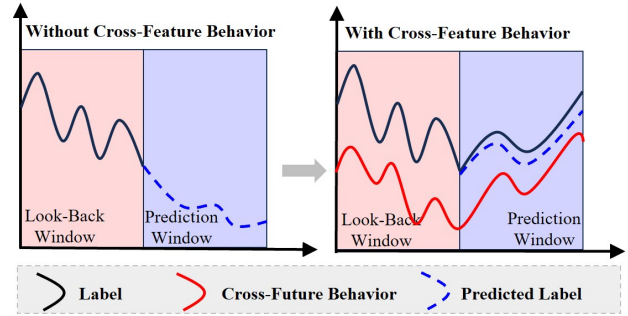 Without Cross-Feature Behavior
With Cross-Feature Behavior
Look-Back
Window
Prediction
Window
Look-Back
Window
Prediction
Window
Label
Cross-Future Behavior
Predicted Label